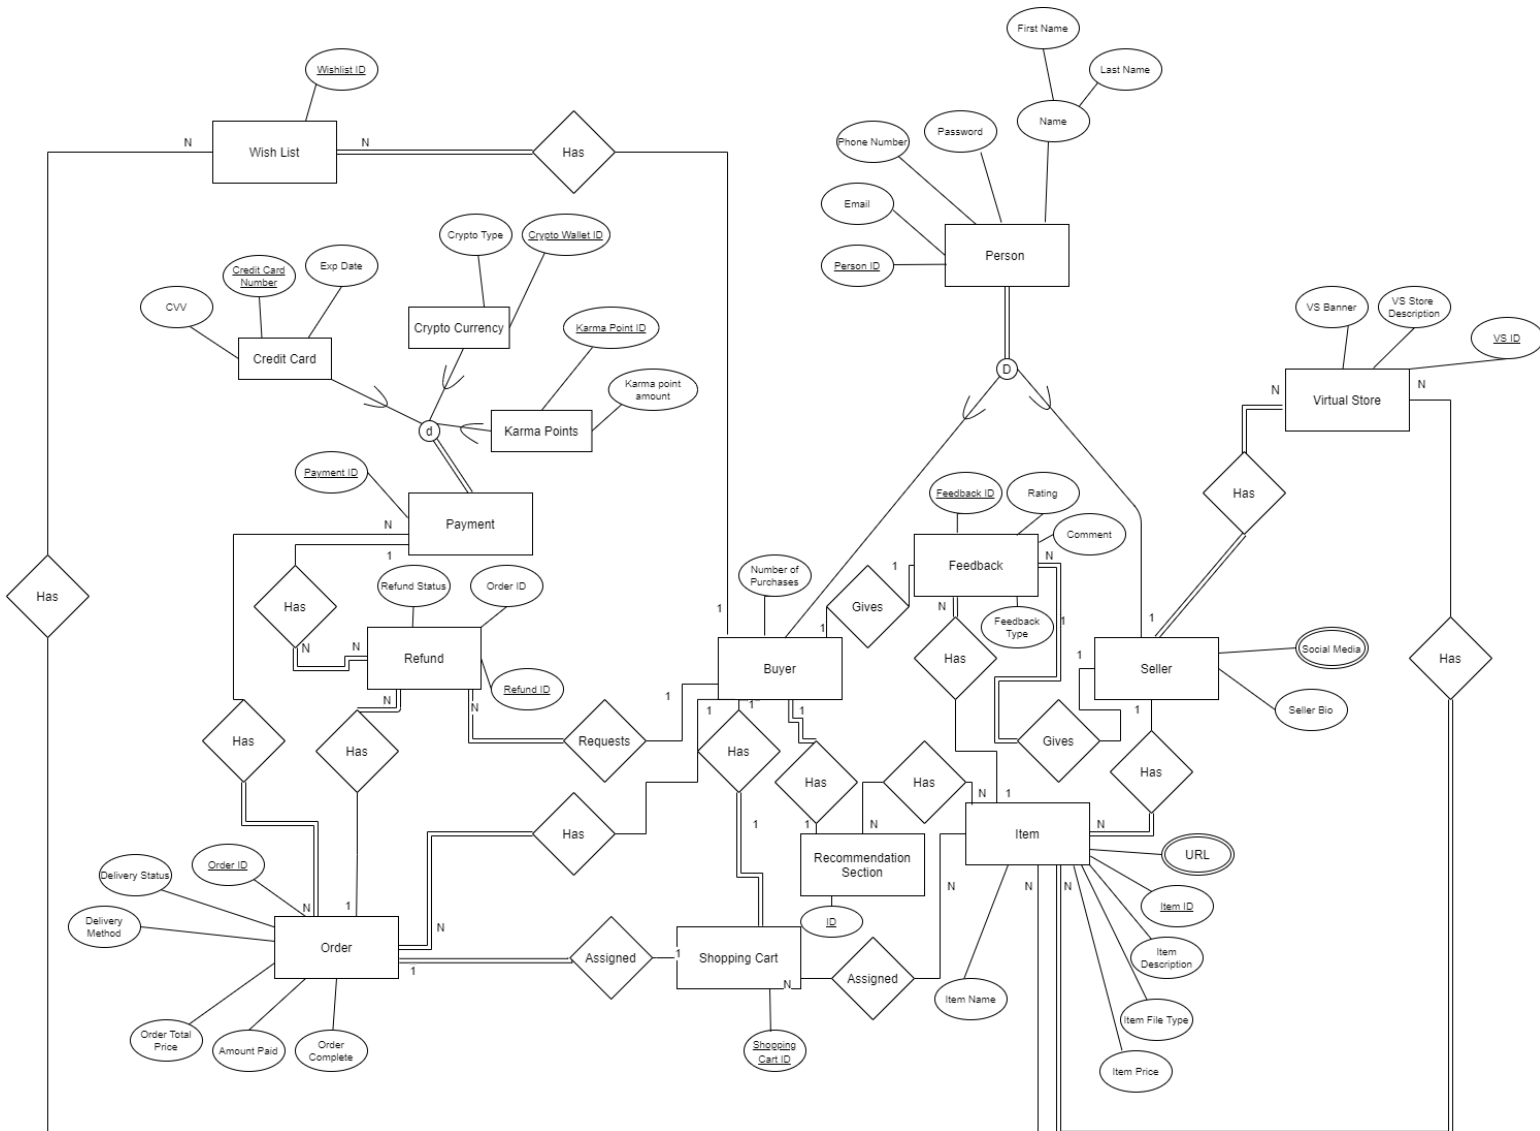 First Name
Last Name
Wishlist ID
Name
Password
Phone Number
N
N
Wish List
Has
Has
Email
Crypto Type
Crypto Wallet ID
Person
Person ID
Credit Card
Number
Exp Date
CVV
Crypto Currency
Karma Point ID
Credit Card
VS Banner
VS Store
Description
VS ID
D
Karma point
amount
N
N
Virtual Store
d
Karma Points
Payment ID
Feedback ID
Rating
Has
Payment
N
1
Comment
Feedback
N
1
Number of
Purchases
Refund Status
Order ID
Has
Has
Gives
1
1
N
Feedback
Type
1
1
1
N
N
Refund
Has
Buyer
1
Seller
Social Media
Has
Refund ID
N
N
1
1
1
1
1
Seller Bio
Has
Has
Requests
Has
Gives
Has
Has
Has
N
N
1
1
1
N
N
Has
Item
URL
Recommendation
Section
Order ID
Delivery Status
Delivery
Method
N
1
N
ID
N
N
N
Item ID
Order
1
Assigned
1
Shopping Cart
N
Assigned
Item
Description
Item Name
Item File Type
Order Total
Price
Amount Paid
Order
Complete
Shopping
Cart ID
Item Price